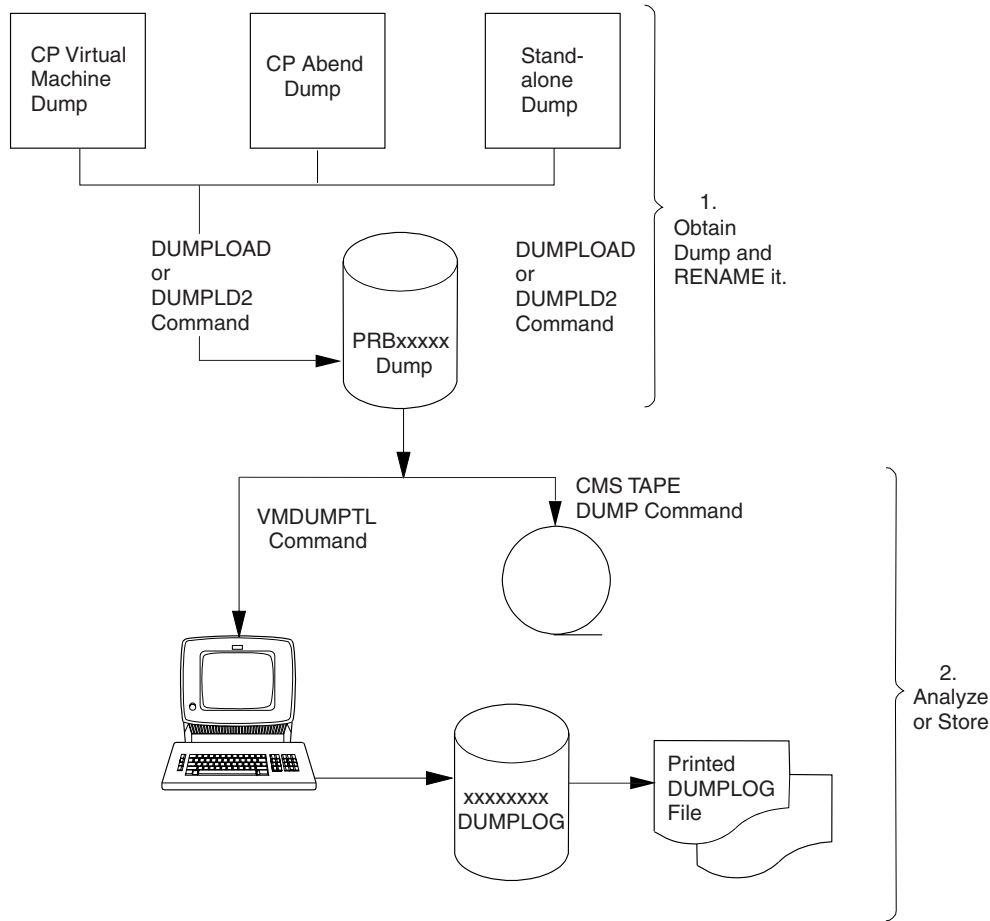 CP Virtual
Machine
Dump
CP Abend
Dump
Stand-
alone
Dump
1.
Obtain
Dump and
RENAME it.
DUMPLOAD
or
DUMPLD2
Command
PRBxxxxx
Dump
DUMPLOAD
or
DUMPLD2
Command
VMDUMPTL
Command
CMS TAPE
DUMP Command
2.
Analyze
or Store
xxxxxxxx
DUMPLOG
Printed
DUMPLOG
File